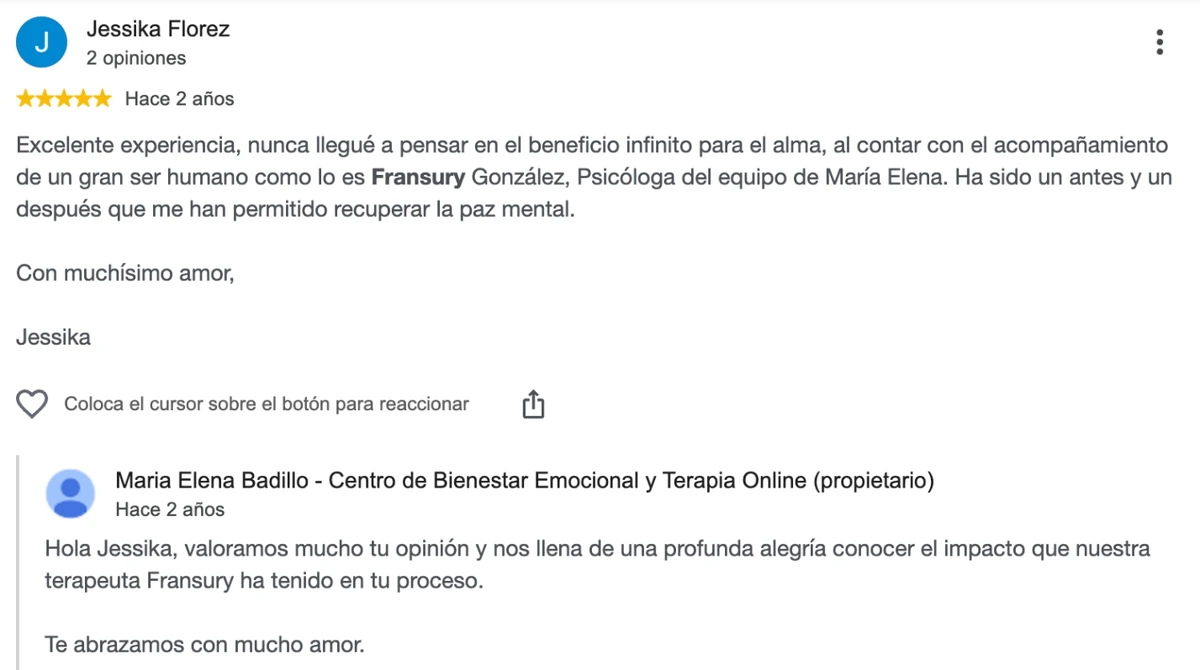 J
Jessika Florez
2 opiniones
Hace 2 años
Excelente experiencia, nunca llegué a pensar en el beneficio infinito para el alma, al contar con el acompañamiento
de un gran ser humano como lo es Fransury González, Psicóloga del equipo de María Elena. Ha sido un antes y un
después que me han permitido recuperar la paz mental.
Con muchísimo amor,
Jessika
Coloca el cursor sobre el botón para reaccionar
Maria Elena Badillo - Centro de Bienestar Emocional y Terapia Online (propietario)
Hace 2 años
Hola Jessika, valoramos mucho tu opinión y nos llena de una profunda alegría conocer el impacto que nuestra
terapeuta Fransury ha tenido en tu proceso.
Te abrazamos con mucho amor.